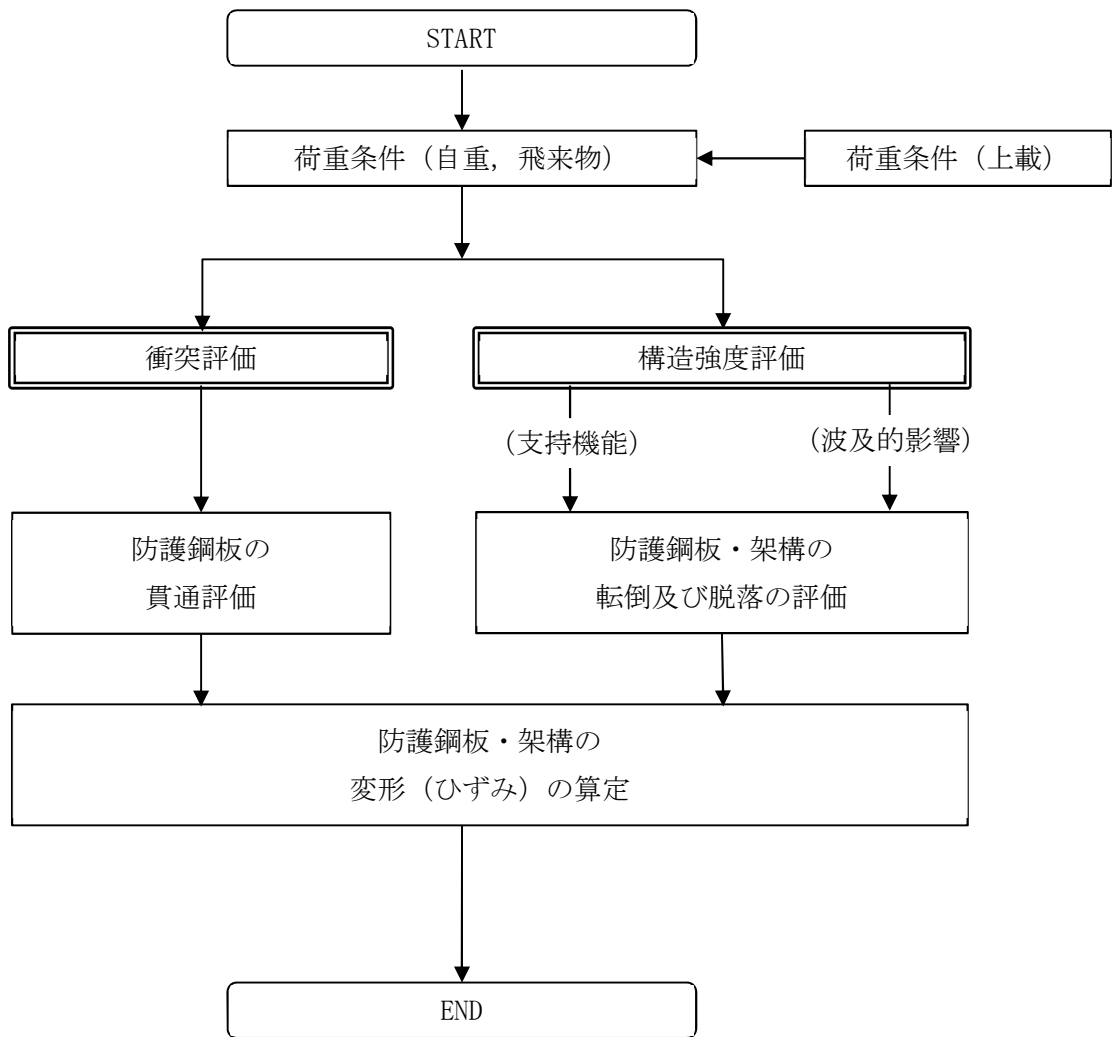 START
荷重条件（自重，飛来物）
荷重条件（上載）
衝突評価
構造強度評価
（支持機能）
（波及的影響）
防護鋼板の
貫通評価
防護鋼板・架構の
転倒及び脱落の評価
防護鋼板・架構の
変形（ひずみ）の算定
END